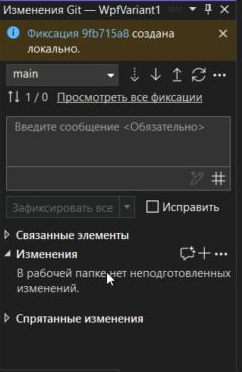 Изменения Git — WpfVariant1
Фиксация 9fb715a8 создана
локально.
main
1 / 0 Просмотреть все фиксации
Введите сообщение <Обязательно>
Зафиксировать все Исправить
Связанные элементы
Изменения
В рабочей папке нет неподготовленных
изменений.
Спрятанные изменения